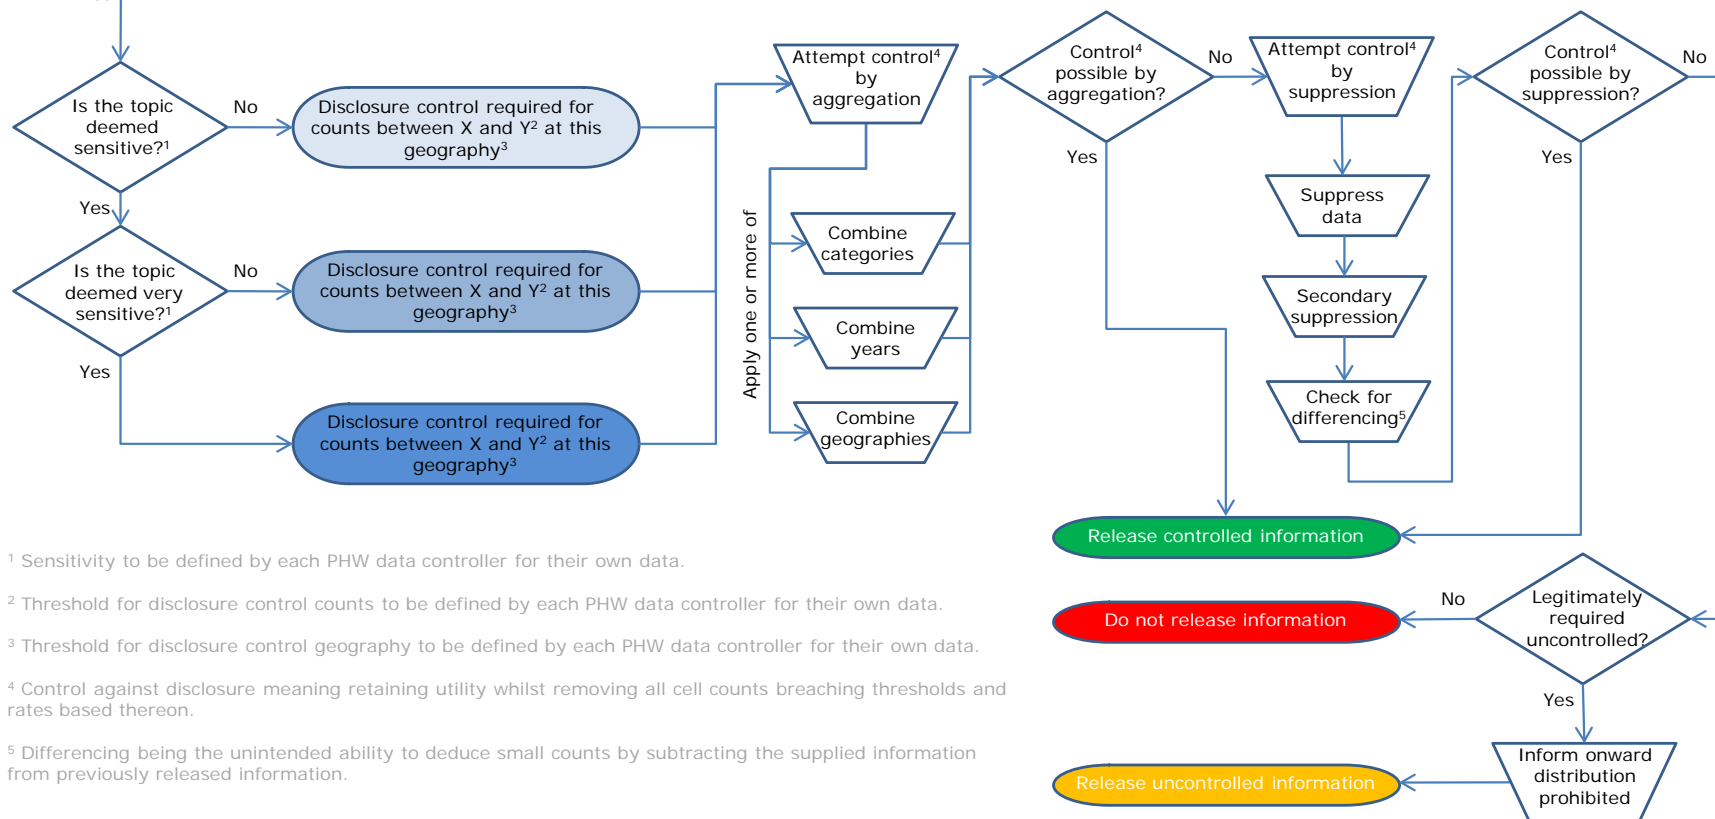 Is the topic
deemed
sensitive?¹
No
Yes
Disclosure control required for
counts between X and Y² at this
geography³
Is the topic
deemed very
sensitive?¹
No
Yes
Disclosure control required for
counts between X and Y² at this
geography³
Disclosure control required for
counts between X and Y² at this
geography³
Attempt control⁴
by
aggregation
Apply one or more of
Combine
categories
Combine
years
Combine
geographies
Control⁴
possible by
aggregation?
No
Yes
Attempt control⁴
by
suppression
Suppress
data
Secondary
suppression
Check for
differencing⁵
Control⁴
possible by
suppression?
No
Yes
Release controlled information
Legitimately
required
uncontrolled?
No
Yes
Do not release information
Inform onward
distribution
prohibited
Release uncontrolled information
¹ Sensitivity to be defined by each PHW data controller for their own data.
² Threshold for disclosure control counts to be defined by each PHW data controller for their own data.
³ Threshold for disclosure control geography to be defined by each PHW data controller for their own data.
⁴ Control against disclosure meaning retaining utility whilst removing all cell counts breaching thresholds and
rates based thereon.
⁵ Differencing being the unintended ability to deduce small counts by subtracting the supplied information
from previously released information.